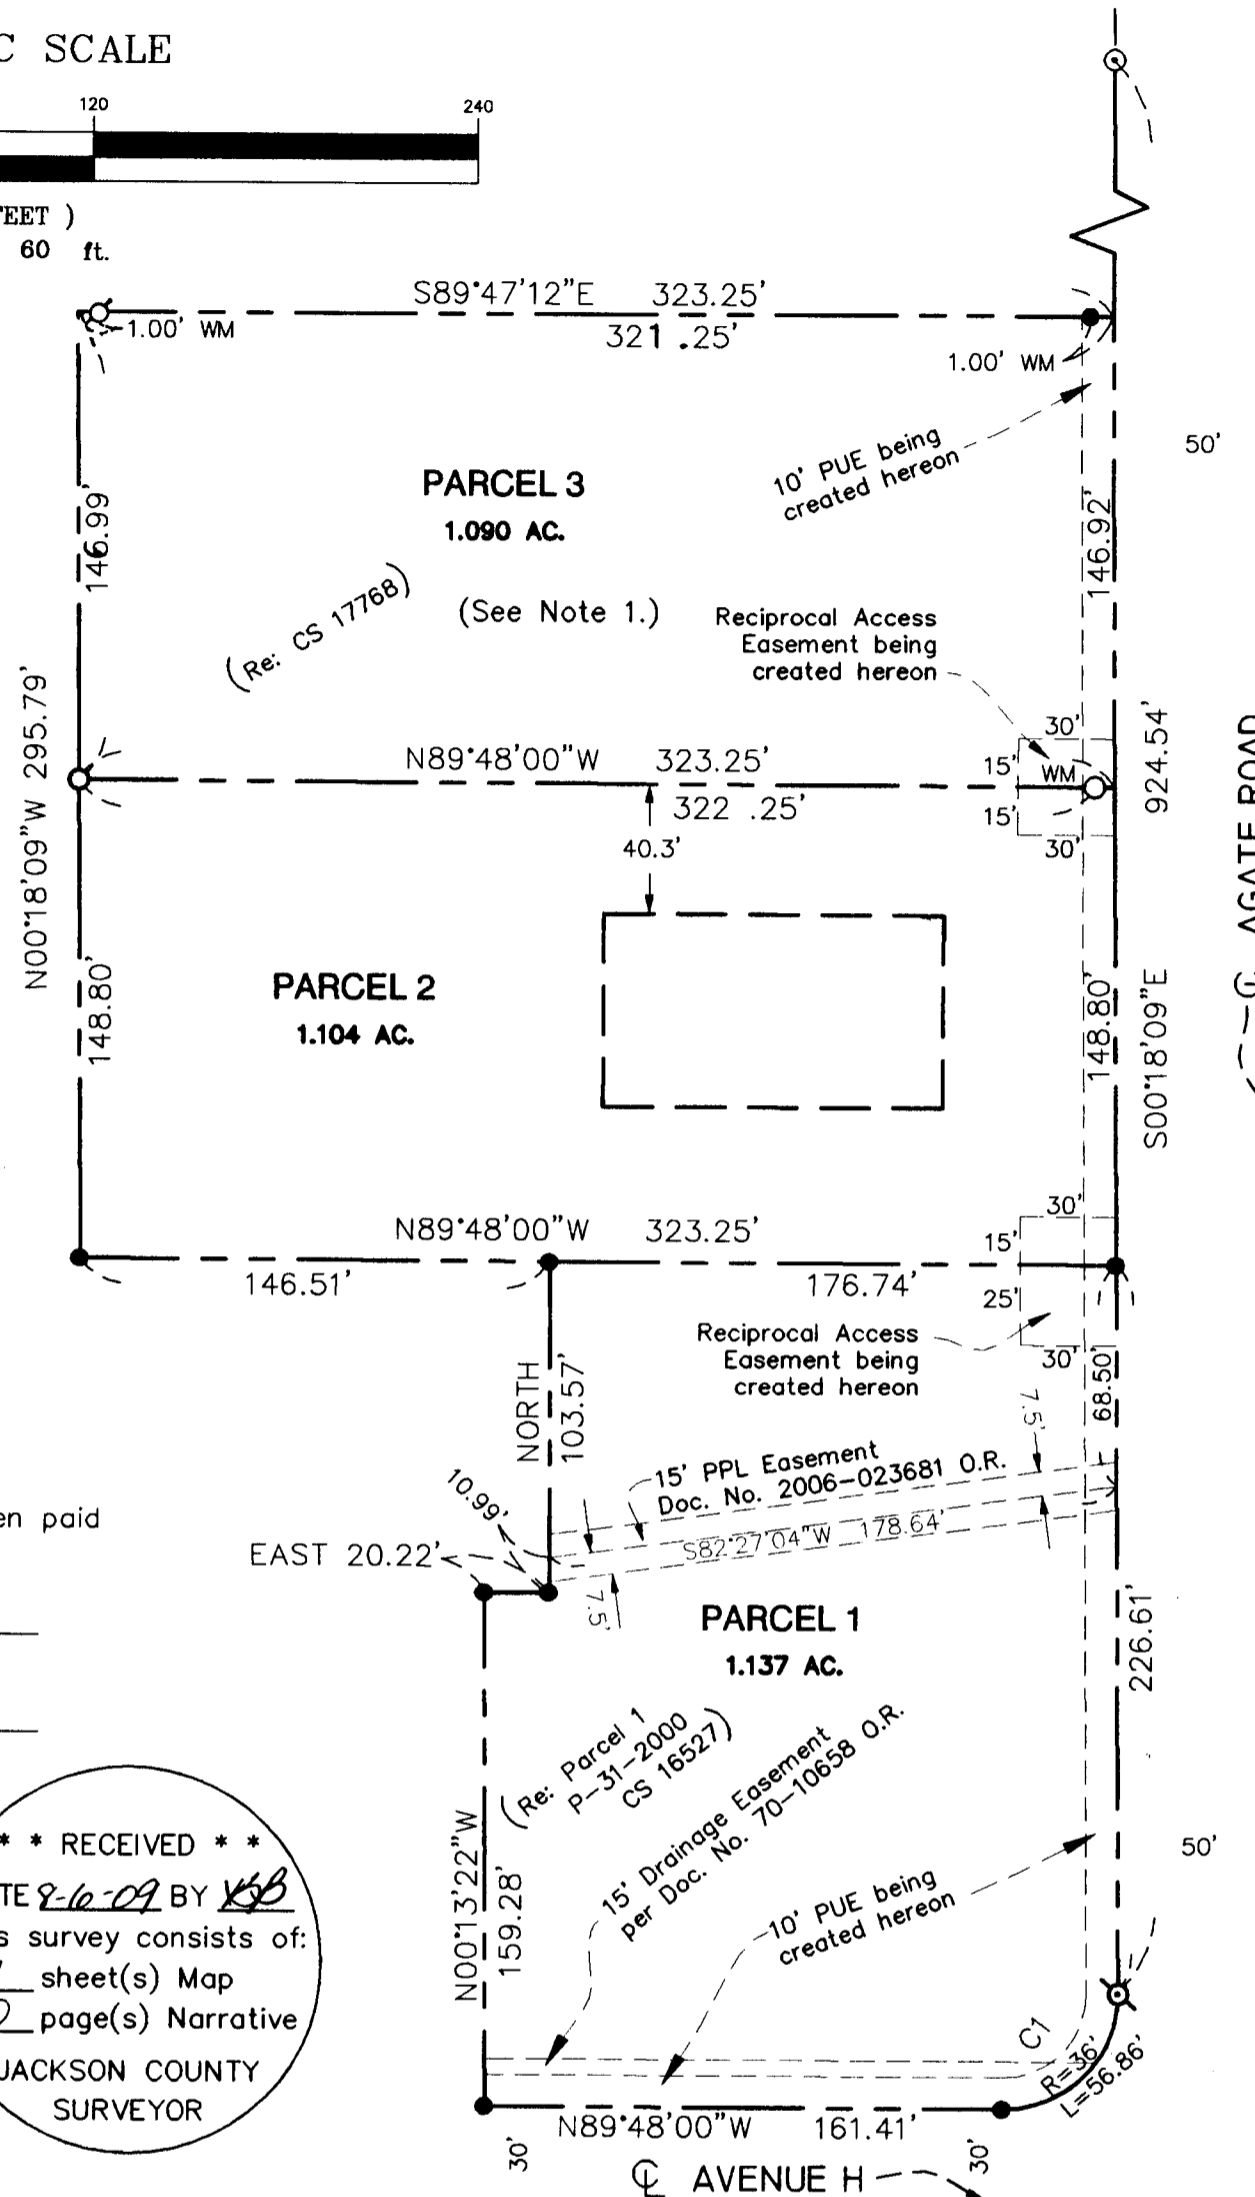 C SCALE
120
240
FEET )
60 ft.
S89°47'12"E 323.25'
321 .25'
1.00' WM
1.00' WM
10' PUE being
created hereon
50'
146.99'
PARCEL 3
1.090 AC.
146.92'
(Re: CS 17768)
(See Note 1.)
Reciprocal Access
Easement being
created hereon
N00°18'09"W 295.79'
N89°48'00"W 323.25'
322 .25'
30'
15'
WM
15'
30'
924.54'
AGATE ROAD
40.3'
PARCEL 2
1.104 AC.
148.80'
148.80'
S00°18'09"E
N89°48'00"W 323.25'
146.51'
176.74'
30'
15'
25'
30'
Reciprocal Access
Easement being
created hereon
68.50'
NORTH
103.57'
7.5'
15' PPL Easement
Doc. No. 2006-023681 O.R.
S82°27'04"W 178.64'
10.99'
en paid
EAST 20.22'
7.5'
PARCEL 1
1.137 AC.
226.61'
(Re: Parcel 1
P-31-2000
CS 16527)
15' Drainage Easement
per Doc. No. 70-10658 O.R.
N00°13'22"W
159.28'
10' PUE being
created hereon
50'
* * RECEIVED * *
TE 8-6-09 BY
s survey consists of:
sheet(s) Map
page(s) Narrative
JACKSON COUNTY
SURVEYOR
C1
R=36'
L=56.86'
N89°48'00"W 161.41'
30'
30'
℄ AVENUE H